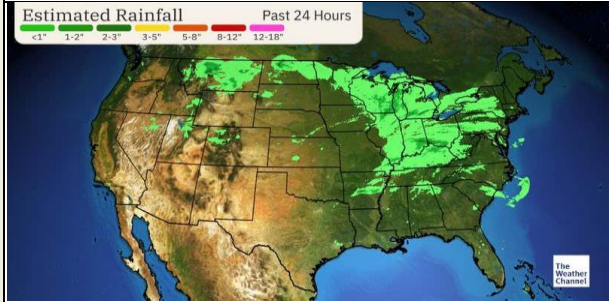 Estimated Rainfall Past 24 Hours
<1" 1-2" 2-3" 3-5" 5-8" 8-12" 12-18"
The
Weather
Channel